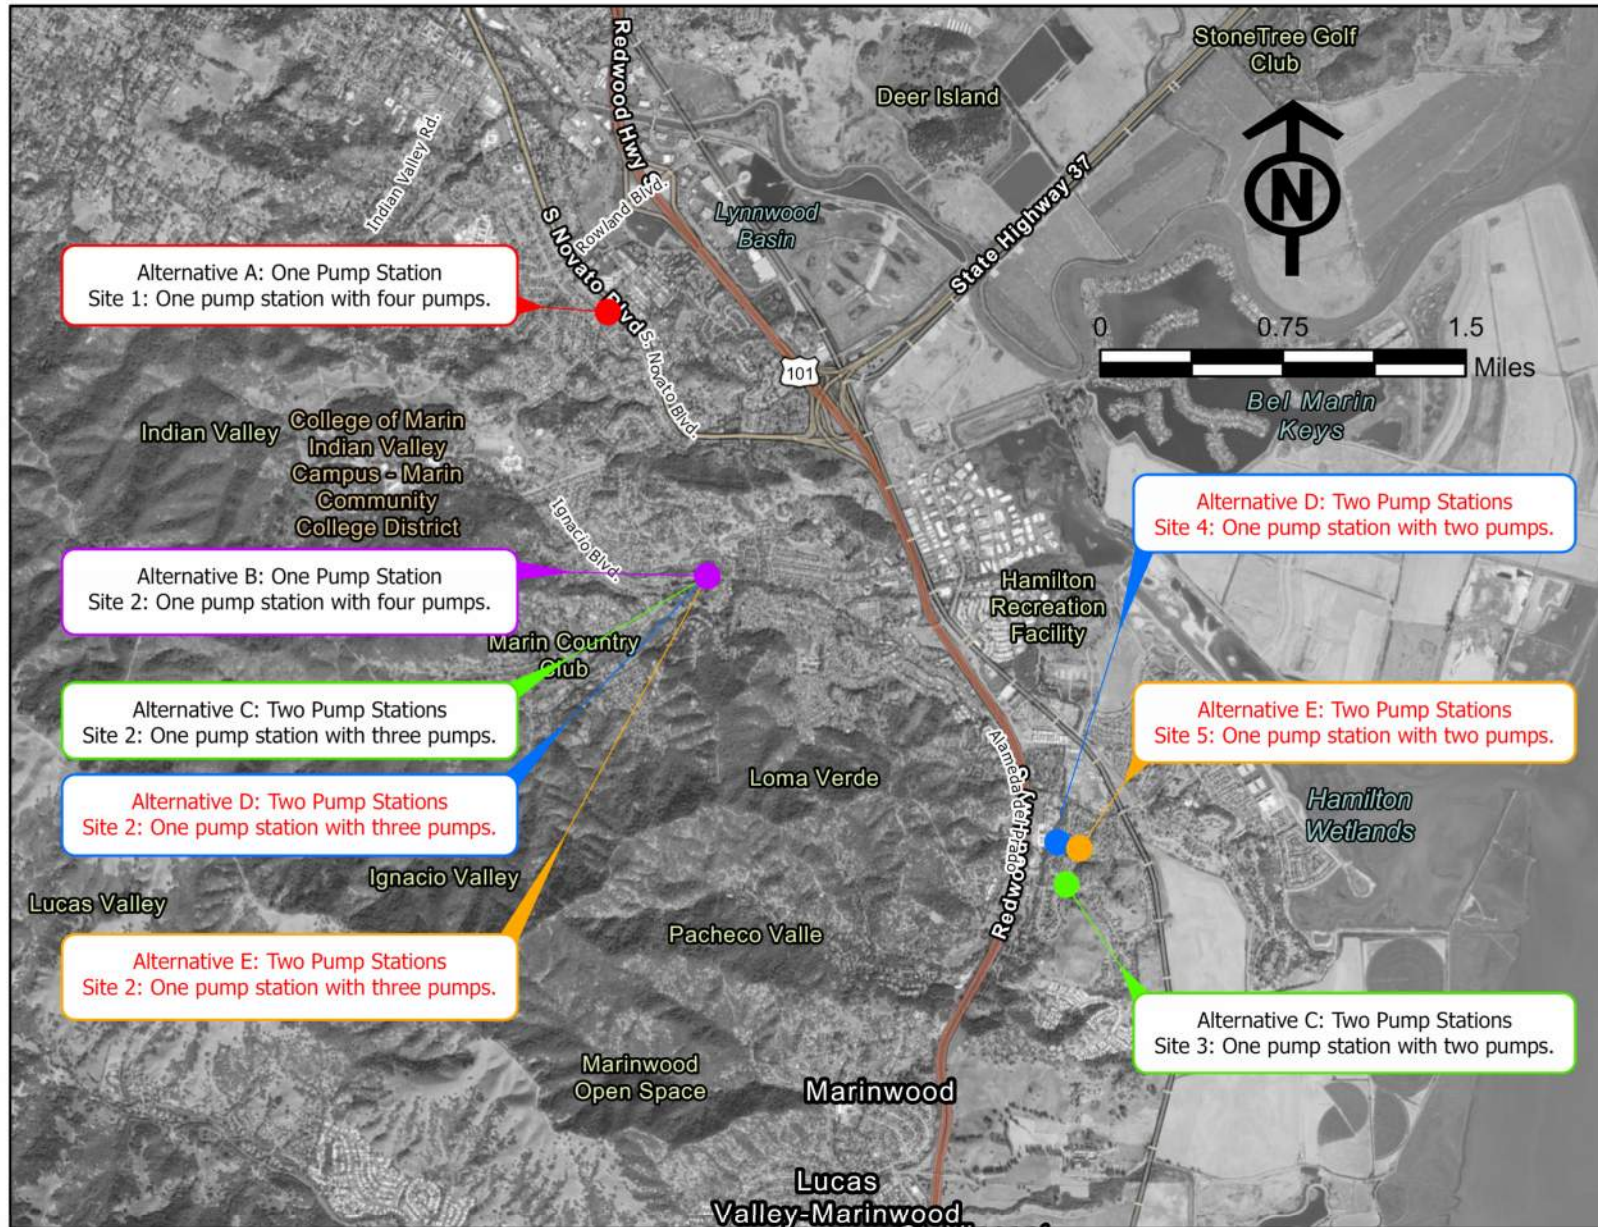 StoneTree Golf
Club
Deer Island
Redwood Hwy S
Indian Valley Rd.
Rowland Blvd.
Lynnwood
Basin
State Highway 37
N
S Novato Blvd
Alternative A: One Pump Station
Site 1: One pump station with four pumps.
S. Novato Blvd.
101
0 0.75 1.5
Miles
Bel Marin
Keys
Indian Valley
College of Marin
Indian Valley
Campus - Marin
Community
College District
Ignacio Blvd.
Alternative D: Two Pump Stations
Site 4: One pump station with two pumps.
Alternative B: One Pump Station
Site 2: One pump station with four pumps.
Hamilton
Recreation
Facility
Marin Country
Club
Alternative C: Two Pump Stations
Site 2: One pump station with three pumps.
Alternative E: Two Pump Stations
Site 5: One pump station with two pumps.
Alameda del Prado
Redwood Hwy S
Loma Verde
Alternative D: Two Pump Stations
Site 2: One pump station with three pumps.
Hamilton
Wetlands
Ignacio Valley
Lucas Valley
Pacheco Valle
Alternative E: Two Pump Stations
Site 2: One pump station with three pumps.
Alternative C: Two Pump Stations
Site 3: One pump station with two pumps.
Marinwood
Open Space
Marinwood
Lucas
Valley-Marinwood